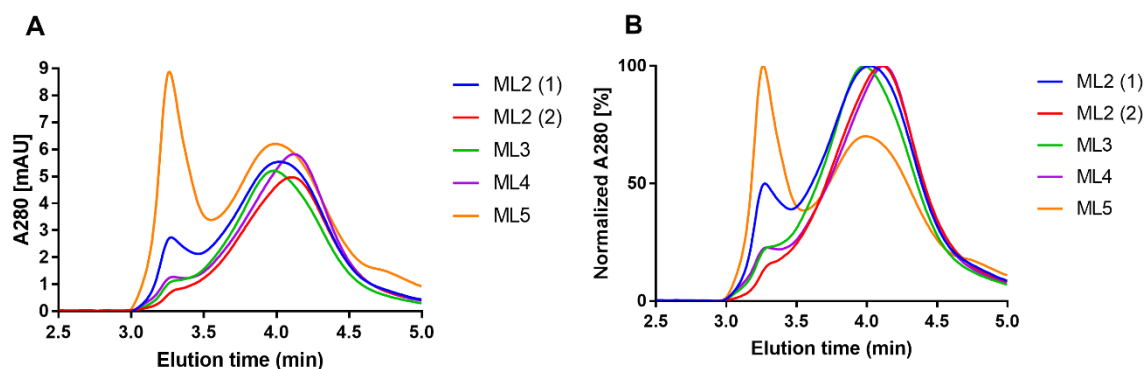 A
9
8
7
6
5
4
3
2
1
0
A280 [mAU]
2.5 3.0 3.5 4.0 4.5 5.0
Elution time (min)
ML2 (1)
ML2 (2)
ML3
ML4
ML5
B
100
50
0
Normalized A280 [%]
2.5 3.0 3.5 4.0 4.5 5.0
Elution time (min)
ML2 (1)
ML2 (2)
ML3
ML4
ML5